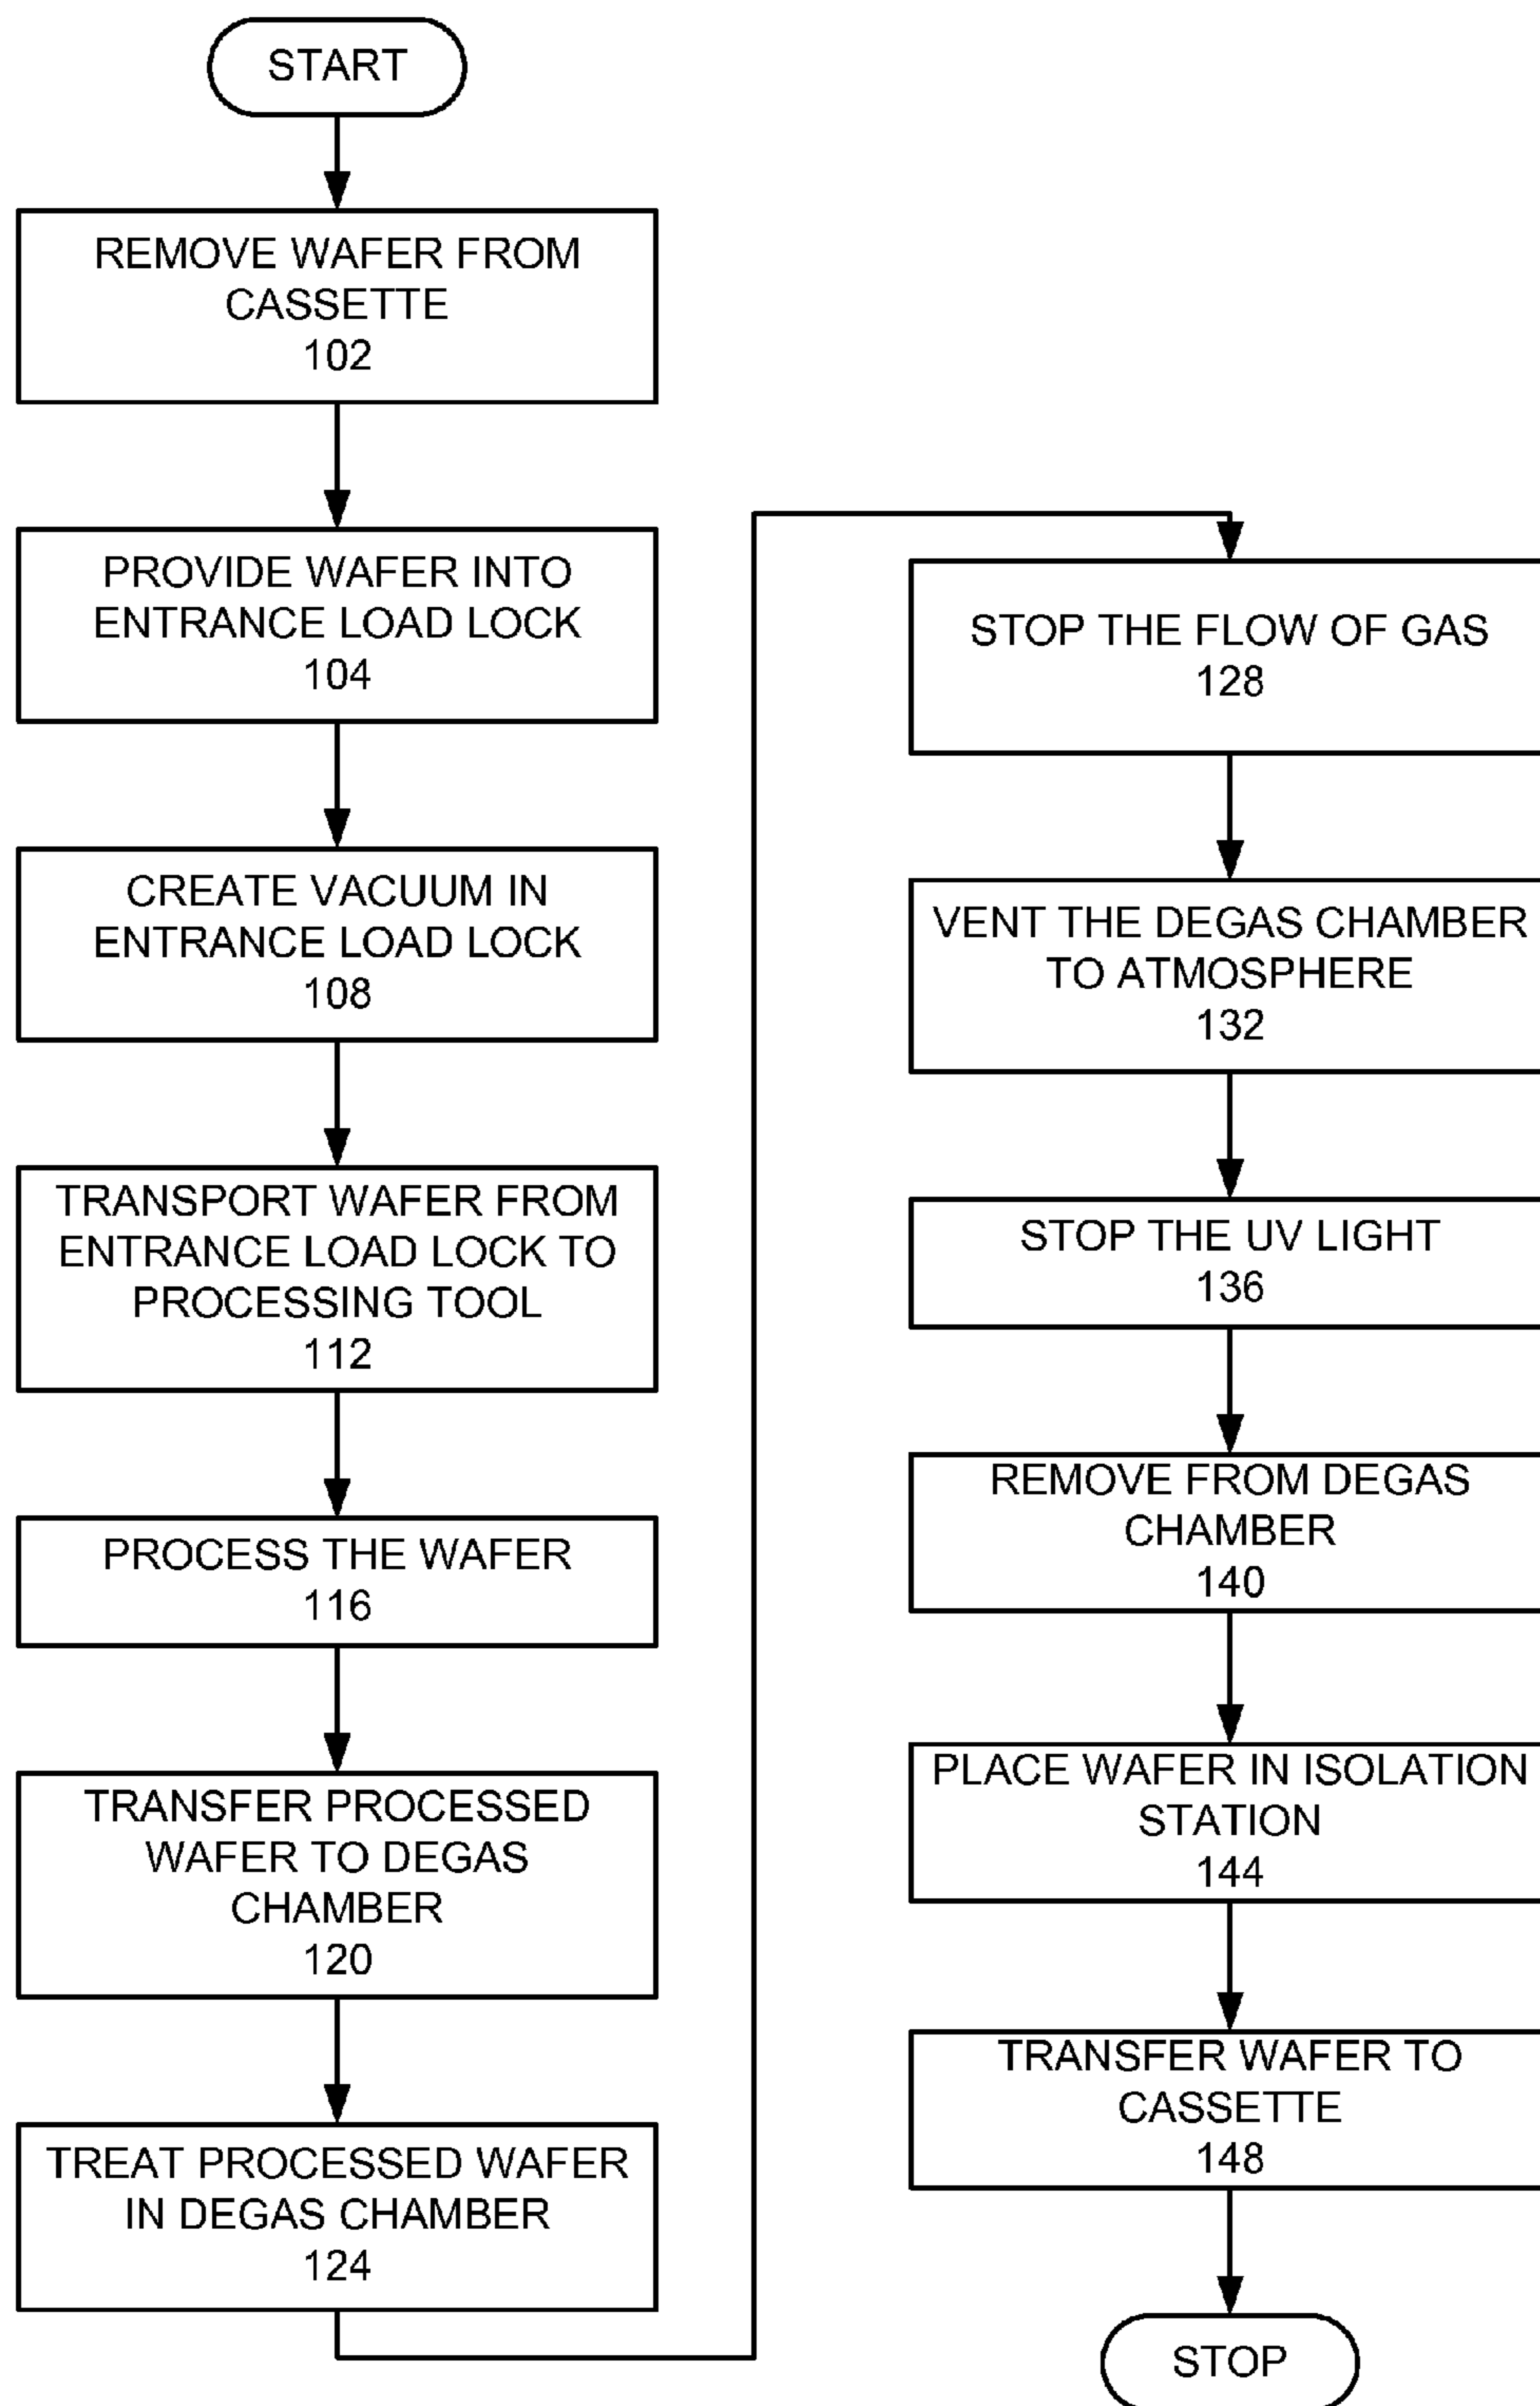 START
REMOVE WAFER FROM
CASSETTE
102
PROVIDE WAFER INTO
ENTRANCE LOAD LOCK
104
CREATE VACUUM IN
ENTRANCE LOAD LOCK
108
TRANSPORT WAFER FROM
ENTRANCE LOAD LOCK TO
PROCESSING TOOL
112
PROCESS THE WAFER
116
TRANSFER PROCESSED
WAFER TO DEGAS
CHAMBER
120
TREAT PROCESSED WAFER
IN DEGAS CHAMBER
124
STOP THE FLOW OF GAS
128
VENT THE DEGAS CHAMBER
TO ATMOSPHERE
132
STOP THE UV LIGHT
136
REMOVE FROM DEGAS
CHAMBER
140
PLACE WAFER IN ISOLATION
STATION
144
TRANSFER WAFER TO
CASSETTE
148
STOP